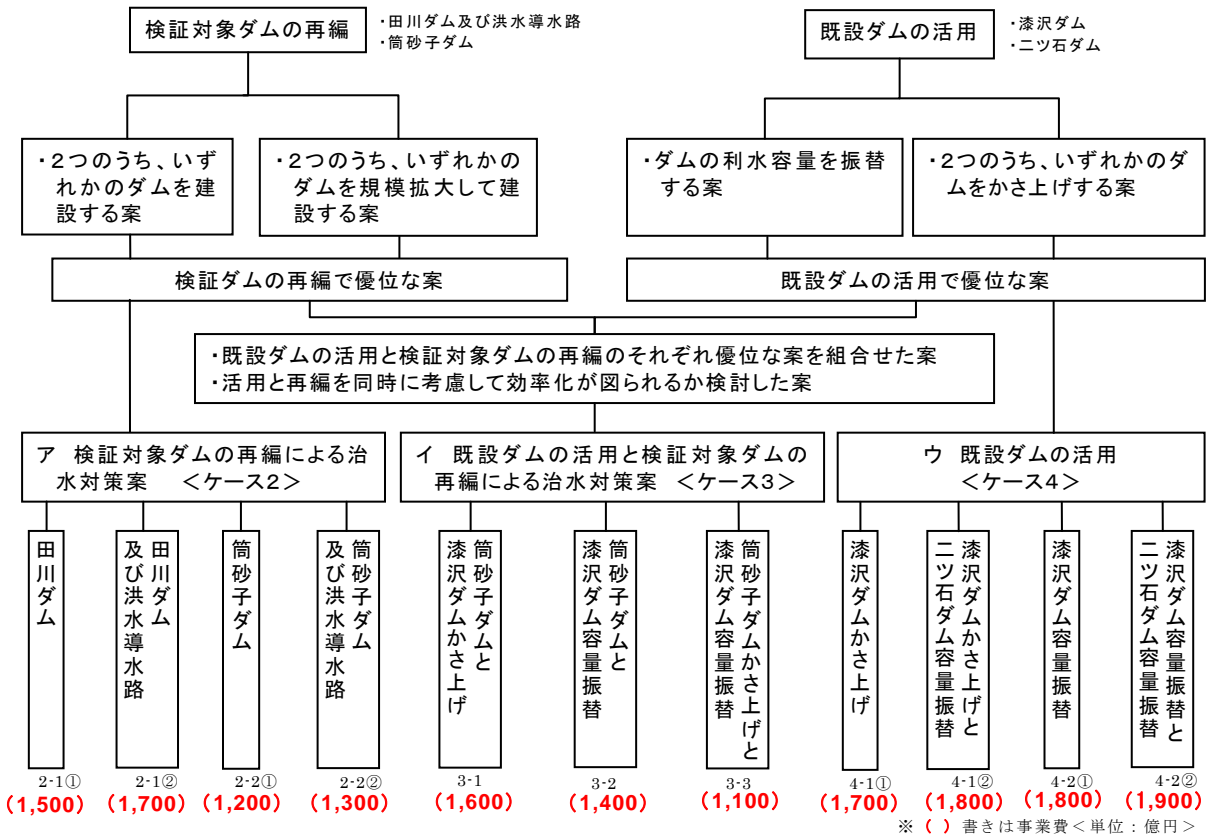 検証対象ダムの再編
・田川ダム及び洪水導水路
・筒砂子ダム
既設ダムの活用
・漆沢ダム
・二ツ石ダム
・2つのうち、いず
れかのダムを建
設する案
・2つのうち、いずれかの
ダムを規模拡大して建
設する案
・ダムの利水容量を振替
する案
・2つのうち、いずれかのダ
ムをかさ上げする案
検証ダムの再編で優位な案
既設ダムの活用で優位な案
・既設ダムの活用と検証対象ダムの再編のそれぞれ優位な案を組合せた案
・活用と再編を同時に考慮して効率化が図られるか検討した案
ア 検証対象ダムの再編による治
水対策案 <ケース2>
イ 既設ダムの活用と検証対象ダムの
再編による治水対策案 <ケース3>
ウ 既設ダムの活用
<ケース4>
田川ダム
田川ダム
及び洪水導水路
筒砂子ダム
筒砂子ダム
及び洪水導水路
筒砂子ダムと
漆沢ダムかさ上げ
筒砂子ダムと
漆沢ダム容量振替
筒砂子ダムかさ上げと
漆沢ダム容量振替
漆沢ダムかさ上げ
漆沢ダムかさ上げと
二ツ石ダム容量振替
漆沢ダム容量振替
漆沢ダム容量振替と
二ツ石ダム容量振替
2-1① 2-1② 2-2① 2-2② 3-1 3-2 3-3 4-1① 4-1② 4-2① 4-2②
(1,500) (1,700) (1,200) (1,300) (1,600) (1,400) (1,100) (1,700) (1,800) (1,800) (1,900)
※ ( ) 書きは事業費<単位:億円>